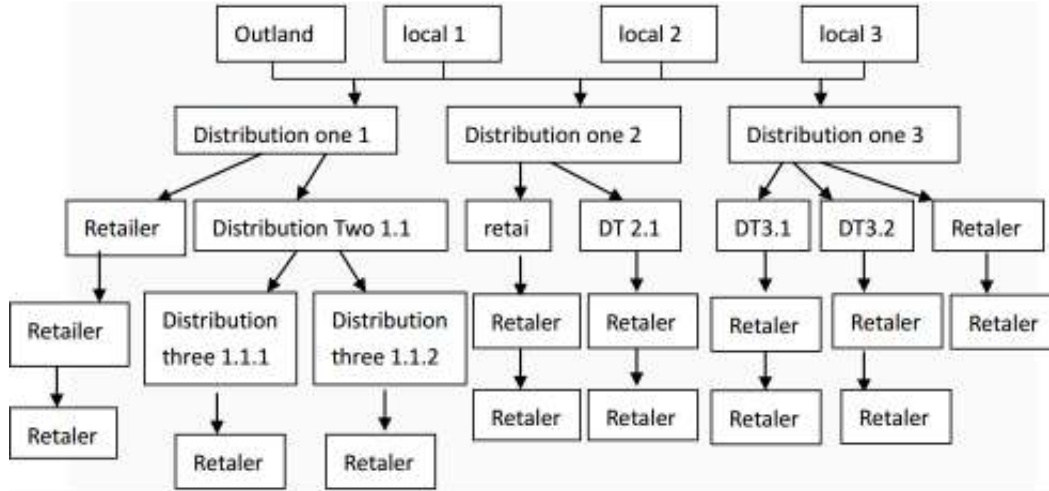 Outland local 1 local 2 local 3
Distribution one 1 Distribution one 2 Distribution one 3
Retailer Distribution Two 1.1 retai DT 2.1 DT3.1 DT3.2 Retaler
Retailer Distribution Distribution Retaler Retaler Retaler Retaler Retaler
three 1.1.1 three 1.1.2
Retaler Retaler Retaler Retaler Retaler
Retaler Retaler